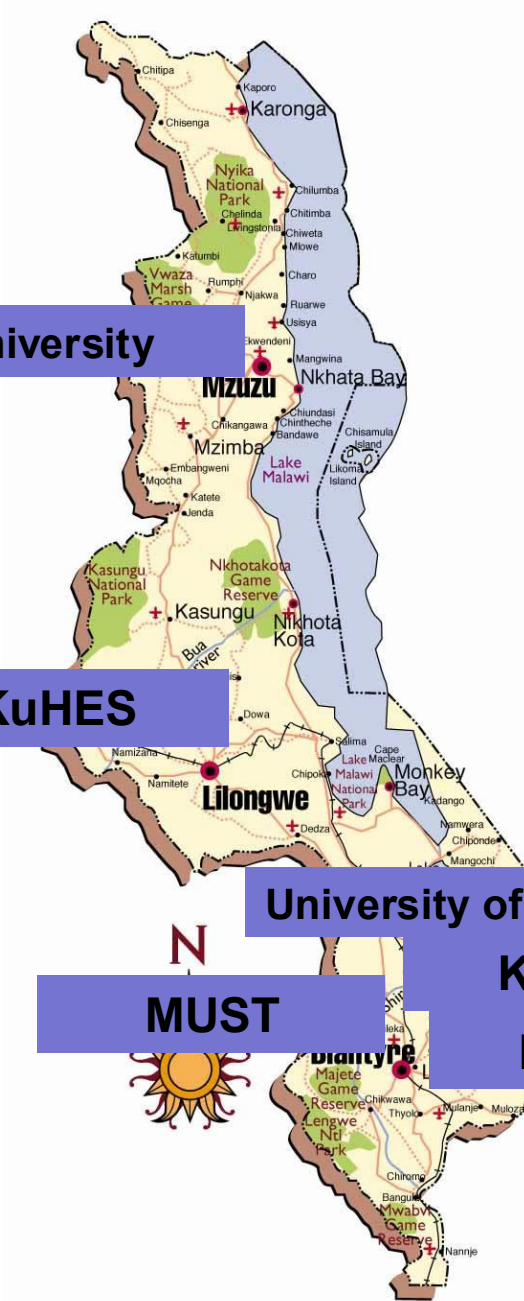 Chitipa
Kaporo
Karonga
Chisenga
Nyika
National
Park
Chilumba
Chelinda
Livingstonia
Chitimba
Chiweta
Mlowe
Katumbi
Vwaza
Marsh
Game
Rumphi
Njakwa
Charo
Ruarwe
Usisya
niversity
Ekwendeni
Mangwina
Mzuzu
Nkhata Bay
Chikangawa
Chiundasi
Chintheche
Bandawe
Mzimba
Chisamula
Island
Likoma
Island
Lake
Malawi
Embangweni
Mqocha
Katete
Jenda
Kasungu
National
Park
Nkhotakota
Game
Reserve
Kasungu
Nkhota
Kota
Bua
River
KuHES
Dowa
Salima
Namizana
Namitete
Lilongwe
Chipoka
Lake
Malawi
National
Park
Cape
Maclear
Monkey
Bay
Kadango
Dedza
Namwera
Chiponde
Mangochi
University of
N
K
MUST
Shir
leka
Blantyre
L
Majete
Game
Reserve
Lengwe
Ntl
Park
Chikwawa
Thyolo
Mulanje
Muloza
Chiromo
Bangula
Mwabvi
Game
Reserve
Nannje